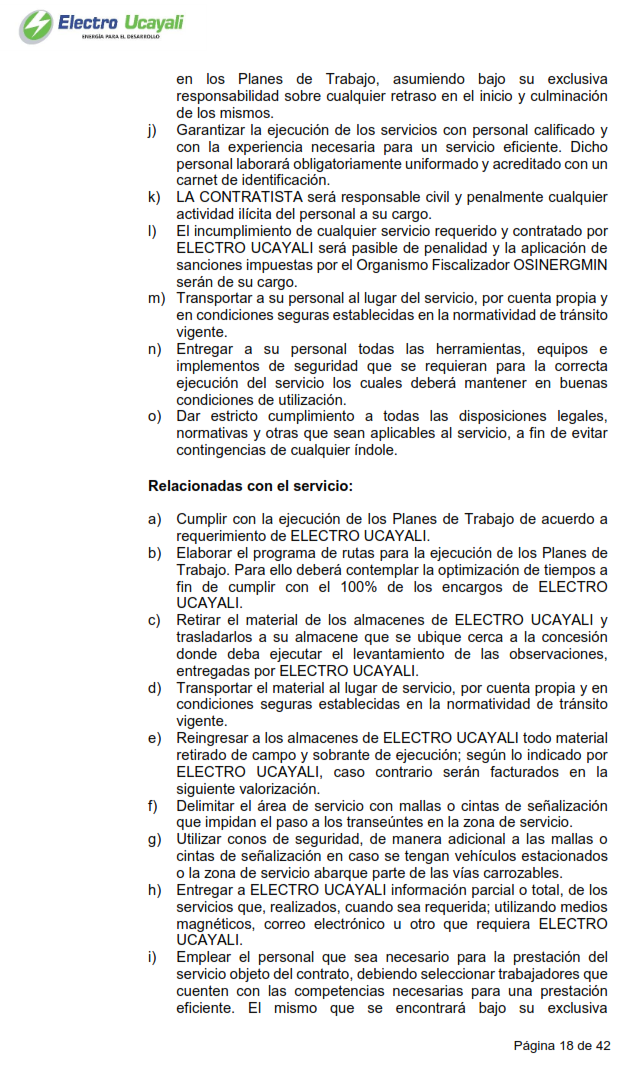 Electro Ucayali
ENERGÍA PARA EL DESARROLLO
en los Planes de Trabajo, asumiendo bajo su exclusiva
responsabilidad sobre cualquier retraso en el inicio y culminación
de los mismos.
j) Garantizar la ejecución de los servicios con personal calificado y
con la experiencia necesaria para un servicio eficiente. Dicho
personal laborará obligatoriamente uniformado y acreditado con un
carnet de identificación.
k) LA CONTRATISTA será responsable civil y penalmente cualquier
actividad ilícita del personal a su cargo.
l) El incumplimiento de cualquier servicio requerido y contratado por
ELECTRO UCAYALI será pasible de penalidad y la aplicación de
sanciones impuestas por el Organismo Fiscalizador OSINERGMIN
serán de su cargo.
m) Transportar a su personal al lugar del servicio, por cuenta propia y
en condiciones seguras establecidas en la normatividad de tránsito
vigente.
n) Entregar a su personal todas las herramientas, equipos e
implementos de seguridad que se requieran para la correcta
ejecución del servicio los cuales deberá mantener en buenas
condiciones de utilización.
o) Dar estricto cumplimiento a todas las disposiciones legales,
normativas y otras que sean aplicables al servicio, a fin de evitar
contingencias de cualquier índole.
Relacionadas con el servicio:
a) Cumplir con la ejecución de los Planes de Trabajo de acuerdo a
requerimiento de ELECTRO UCAYALI.
b) Elaborar el programa de rutas para la ejecución de los Planes de
Trabajo. Para ello deberá contemplar la optimización de tiempos a
fin de cumplir con el 100% de los encargos de ELECTRO
UCAYALI.
c) Retirar el material de los almacenes de ELECTRO UCAYALI y
trasladarlos a su almacene que se ubique cerca a la concesión
donde deba ejecutar el levantamiento de las observaciones,
entregadas por ELECTRO UCAYALI.
d) Transportar el material al lugar de servicio, por cuenta propia y en
condiciones seguras establecidas en la normatividad de tránsito
vigente.
e) Reingresar a los almacenes de ELECTRO UCAYALI todo material
retirado de campo y sobrante de ejecución; según lo indicado por
ELECTRO UCAYALI, caso contrario serán facturados en la
siguiente valorización.
f) Delimitar el área de servicio con mallas o cintas de señalización
que impidan el paso a los transeúntes en la zona de servicio.
g) Utilizar conos de seguridad, de manera adicional a las mallas o
cintas de señalización en caso se tengan vehículos estacionados
o la zona de servicio abarque parte de las vías carrozables.
h) Entregar a ELECTRO UCAYALI información parcial o total, de los
servicios que, realizados, cuando sea requerida; utilizando medios
magnéticos, correo electrónico u otro que requiera ELECTRO
UCAYALI.
i) Emplear el personal que sea necesario para la prestación del
servicio objeto del contrato, debiendo seleccionar trabajadores que
cuenten con las competencias necesarias para una prestación
eficiente. El mismo que se encontrará bajo su exclusiva
Página 18 de 42